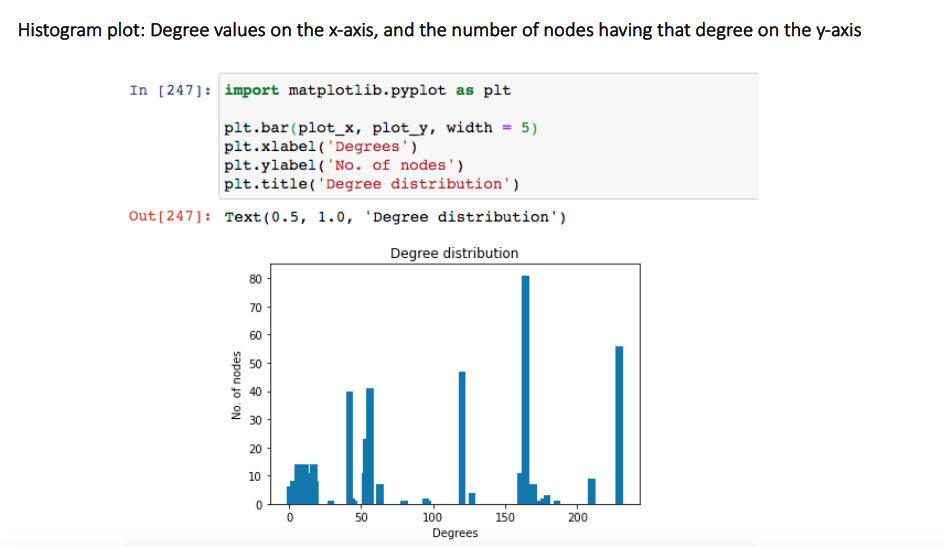 Histogram plot: Degree values on the x-axis, and the number of nodes having that degree on the y-axis
In [247]: import matplotlib.pyplot as plt
plt.bar(plot_x, plot_y, width = 5)
plt.xlabel('Degrees')
plt.ylabel('No. of nodes')
plt.title('Degree distribution')
Out[247]: Text(0.5, 1.0, 'Degree distribution')
Degree distribution
80
70
60
50
40
30
20
10
0
No. of nodes
0 50 100 150 200
Degrees